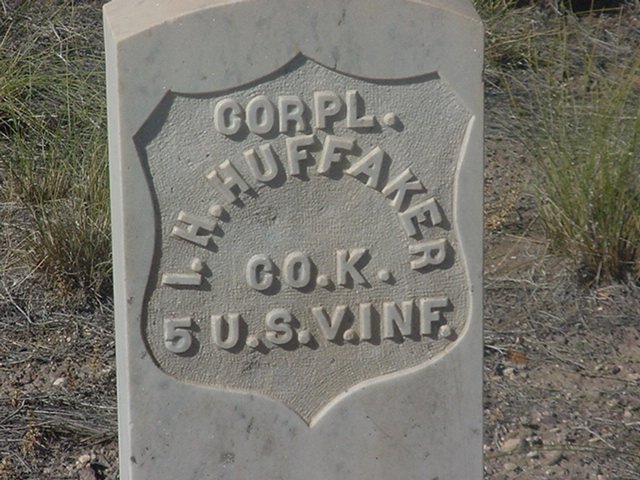 CORPL.
I. H. HUFFAKER
CO. K.
5 U.S.V. INF.